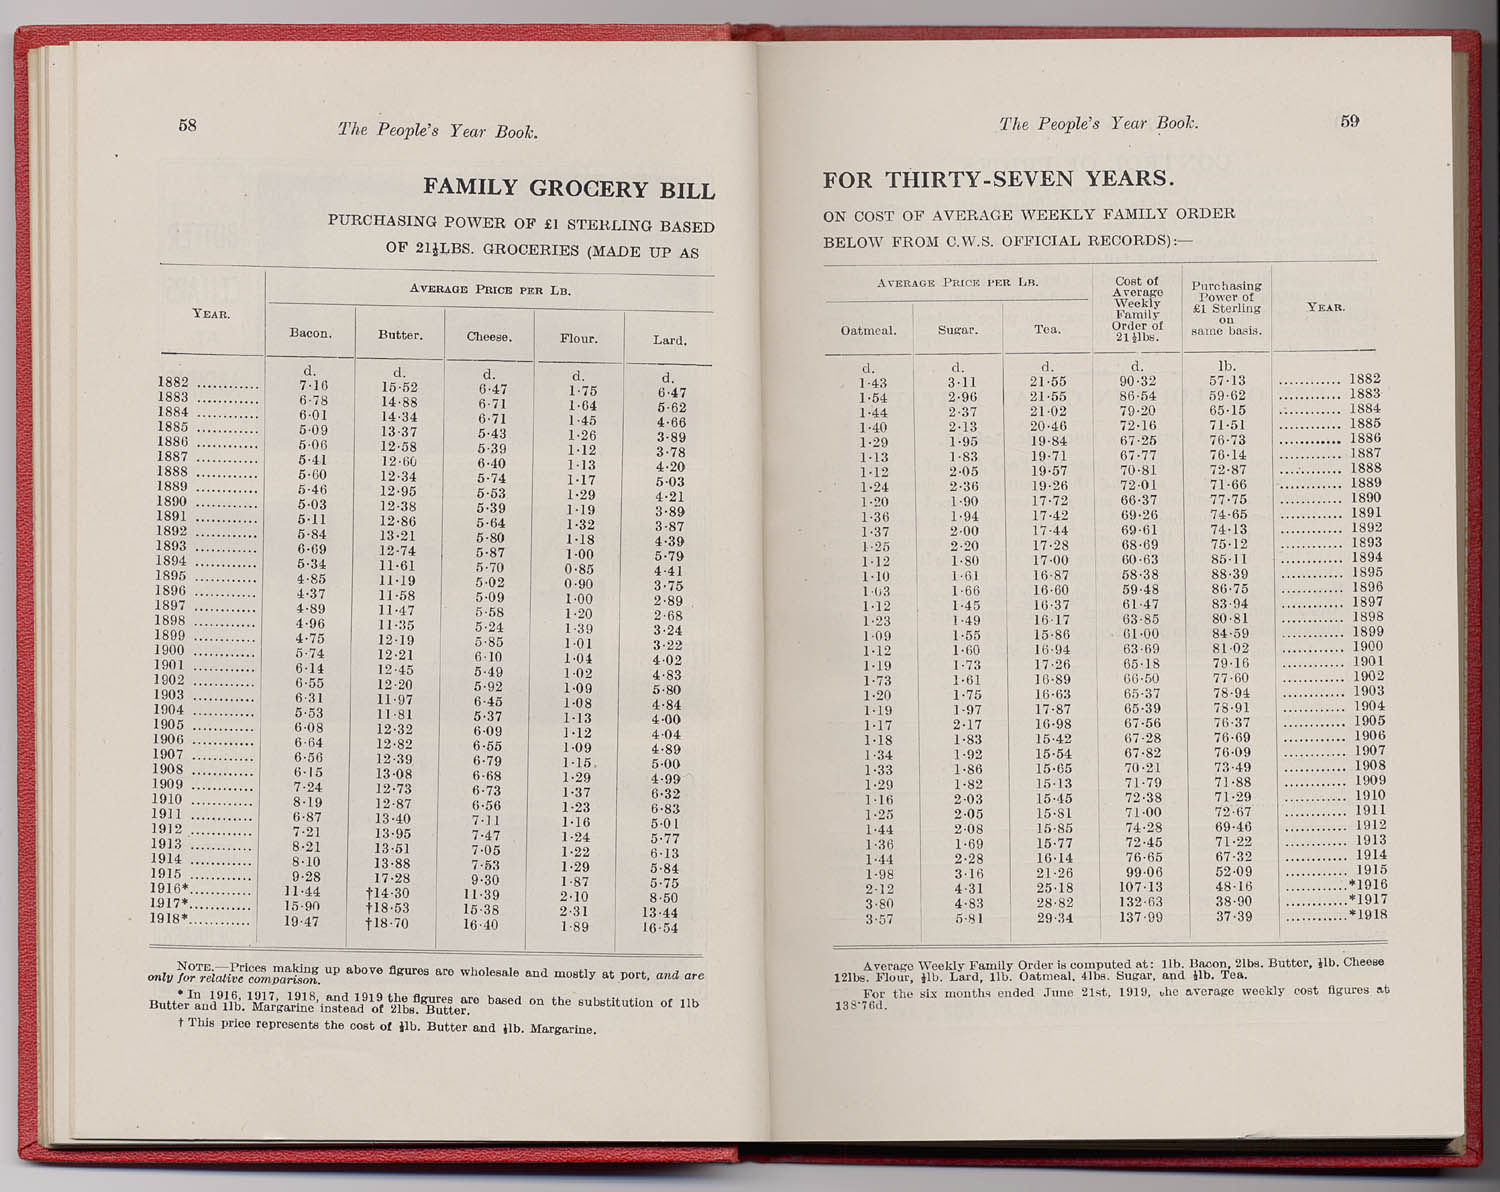 58
The People's Year Book.
FAMILY GROCERY BILL
PURCHASING POWER OF £1 STERLING BASED
OF 21½LBS. GROCERIES (MADE UP AS
YEAR. AVERAGE PRICE PER LB.
Bacon. Butter. Cheese. Flour. Lard.
d. d. d. d. d.
1882 ............ 7·16 15·52 6·47 1·75 6·47
1883 ............ 6·78 14·88 6·71 1·64 5·62
1884 ............ 6·01 14·34 6·71 1·45 4·66
1885 ............ 5·09 13·37 5·43 1·26 3·89
1886 ............ 5·06 12·58 5·39 1·12 3·78
1887 ............ 5·41 12·60 6·40 1·13 4·20
1888 ............ 5·60 12·34 5·74 1·17 5·03
1889 ............ 5·46 12·95 5·53 1·29 4·21
1890 ............ 5·03 12·38 5·39 1·19 3·89
1891 ............ 5·11 12·86 5·64 1·32 3·87
1892 ............ 5·84 13·21 5·80 1·18 4·39
1893 ............ 6·69 12·74 5·87 1·00 5·79
1894 ............ 5·34 11·61 5·70 0·85 4·41
1895 ............ 4·85 11·19 5·02 0·90 3·75
1896 ............ 4·37 11·58 5·09 1·00 2·89
1897 ............ 4·89 11·47 5·58 1·20 2·68
1898 ............ 4·96 11·35 5·24 1·39 3·24
1899 ............ 4·75 12·19 5·85 1·01 3·22
1900 ............ 5·74 12·21 6·10 1·04 4·02
1901 ............ 6·14 12·45 5·49 1·02 4·83
1902 ............ 6·55 12·20 5·92 1·09 5·80
1903 ............ 6·31 11·97 6·45 1·08 4·84
1904 ............ 5·53 11·81 5·37 1·13 4·00
1905 ............ 6·08 12·32 6·09 1·12 4·04
1906 ............ 6·64 12·82 6·55 1·09 4·89
1907 ............ 6·56 12·39 6·79 1·15 5·00
1908 ............ 6·15 13·08 6·68 1·29 4·99
1909 ............ 7·24 12·73 6·73 1·37 6·32
1910 ............ 8·19 12·87 6·56 1·23 6·83
1911 ............ 6·87 13·40 7·11 1·16 5·01
1912 ............ 7·21 13·95 7·47 1·24 5·77
1913 ............ 8·21 13·51 7·05 1·22 6·13
1914 ............ 8·10 13·88 7·53 1·29 5·84
1915 ............ 9·28 17·28 9·30 1·87 5·75
1916*............ 11·44 †14·30 11·39 2·10 8·50
1917*............ 15·90 †18·53 15·38 2·31 13·44
1918*............ 19·47 †18·70 16·40 1·89 16·54
NOTE.—Prices making up above figures are wholesale and mostly at port, and are
only for relative comparison.
* In 1916, 1917, 1918, and 1919 the figures are based on the substitution of 1lb
Butter and 1lb. Margarine instead of 2lbs. Butter.
† This price represents the cost of ½lb. Butter and ½lb. Margarine.
The People's Year Book.
59
FOR THIRTY-SEVEN YEARS.
ON COST OF AVERAGE WEEKLY FAMILY ORDER
BELOW FROM C.W.S. OFFICIAL RECORDS):—
AVERAGE PRICE PER LB. Cost of Average Weekly Family Order of 21½lbs. Purchasing Power of £1 Sterling on same basis. YEAR.
Oatmeal. Sugar. Tea.
d. d. d. d. lb.
1·43 3·11 21·55 90·32 57·13 ............ 1882
1·54 2·96 21·55 86·54 59·62 ............ 1883
1·44 2·37 21·02 79·20 65·15 ............ 1884
1·40 2·13 20·46 72·16 71·51 ............ 1885
1·29 1·95 19·84 67·25 76·73 ............ 1886
1·13 1·83 19·71 67·77 76·14 ............ 1887
1·12 2·05 19·57 70·81 72·87 ............ 1888
1·24 2·36 19·26 72·01 71·66 ............ 1889
1·20 1·90 17·72 66·37 77·75 ............ 1890
1·36 1·94 17·42 69·26 74·65 ............ 1891
1·37 2·00 17·44 69·61 74·13 ............ 1892
1·25 2·20 17·28 68·69 75·12 ............ 1893
1·12 1·80 17·00 60·63 85·11 ............ 1894
1·10 1·61 16·87 58·38 88·39 ............ 1895
1·03 1·66 16·60 59·48 86·75 ............ 1896
1·12 1·45 16·37 61·47 83·94 ............ 1897
1·23 1·49 16·17 63·85 80·81 ............ 1898
1·09 1·55 15·86 61·00 84·59 ............ 1899
1·12 1·60 16·94 63·69 81·02 ............ 1900
1·19 1·73 17·26 65·18 79·16 ............ 1901
1·73 1·61 16·89 66·50 77·60 ............ 1902
1·20 1·75 16·63 65·37 78·94 ............ 1903
1·19 1·97 17·87 65·39 78·91 ............ 1904
1·17 2·17 16·98 67·56 76·37 ............ 1905
1·18 1·83 15·42 67·28 76·69 ............ 1906
1·34 1·92 15·54 67·82 76·09 ............ 1907
1·33 1·86 15·65 70·21 73·49 ............ 1908
1·29 1·82 15·13 71·79 71·88 ............ 1909
1·16 2·03 15·45 72·38 71·29 ............ 1910
1·25 2·05 15·81 71·00 72·67 ............ 1911
1·44 2·08 15·85 74·28 69·46 ............ 1912
1·36 1·69 15·77 72·45 71·22 ............ 1913
1·44 2·28 16·14 76·65 67·32 ............ 1914
1·98 3·16 21·26 99·06 52·09 ............ 1915
2·12 4·31 25·18 107·13 48·16 ............*1916
3·80 4·83 28·82 132·63 38·90 ............*1917
3·57 5·81 29·34 137·99 37·39 ............*1918
Average Weekly Family Order is computed at: 1lb. Bacon, 2lbs. Butter, ½lb. Cheese
12lbs. Flour, ½lb. Lard, 1lb. Oatmeal, 4lbs. Sugar, and ½lb. Tea.
For the six months ended June 21st, 1919, the average weekly cost figures at
138·76d.